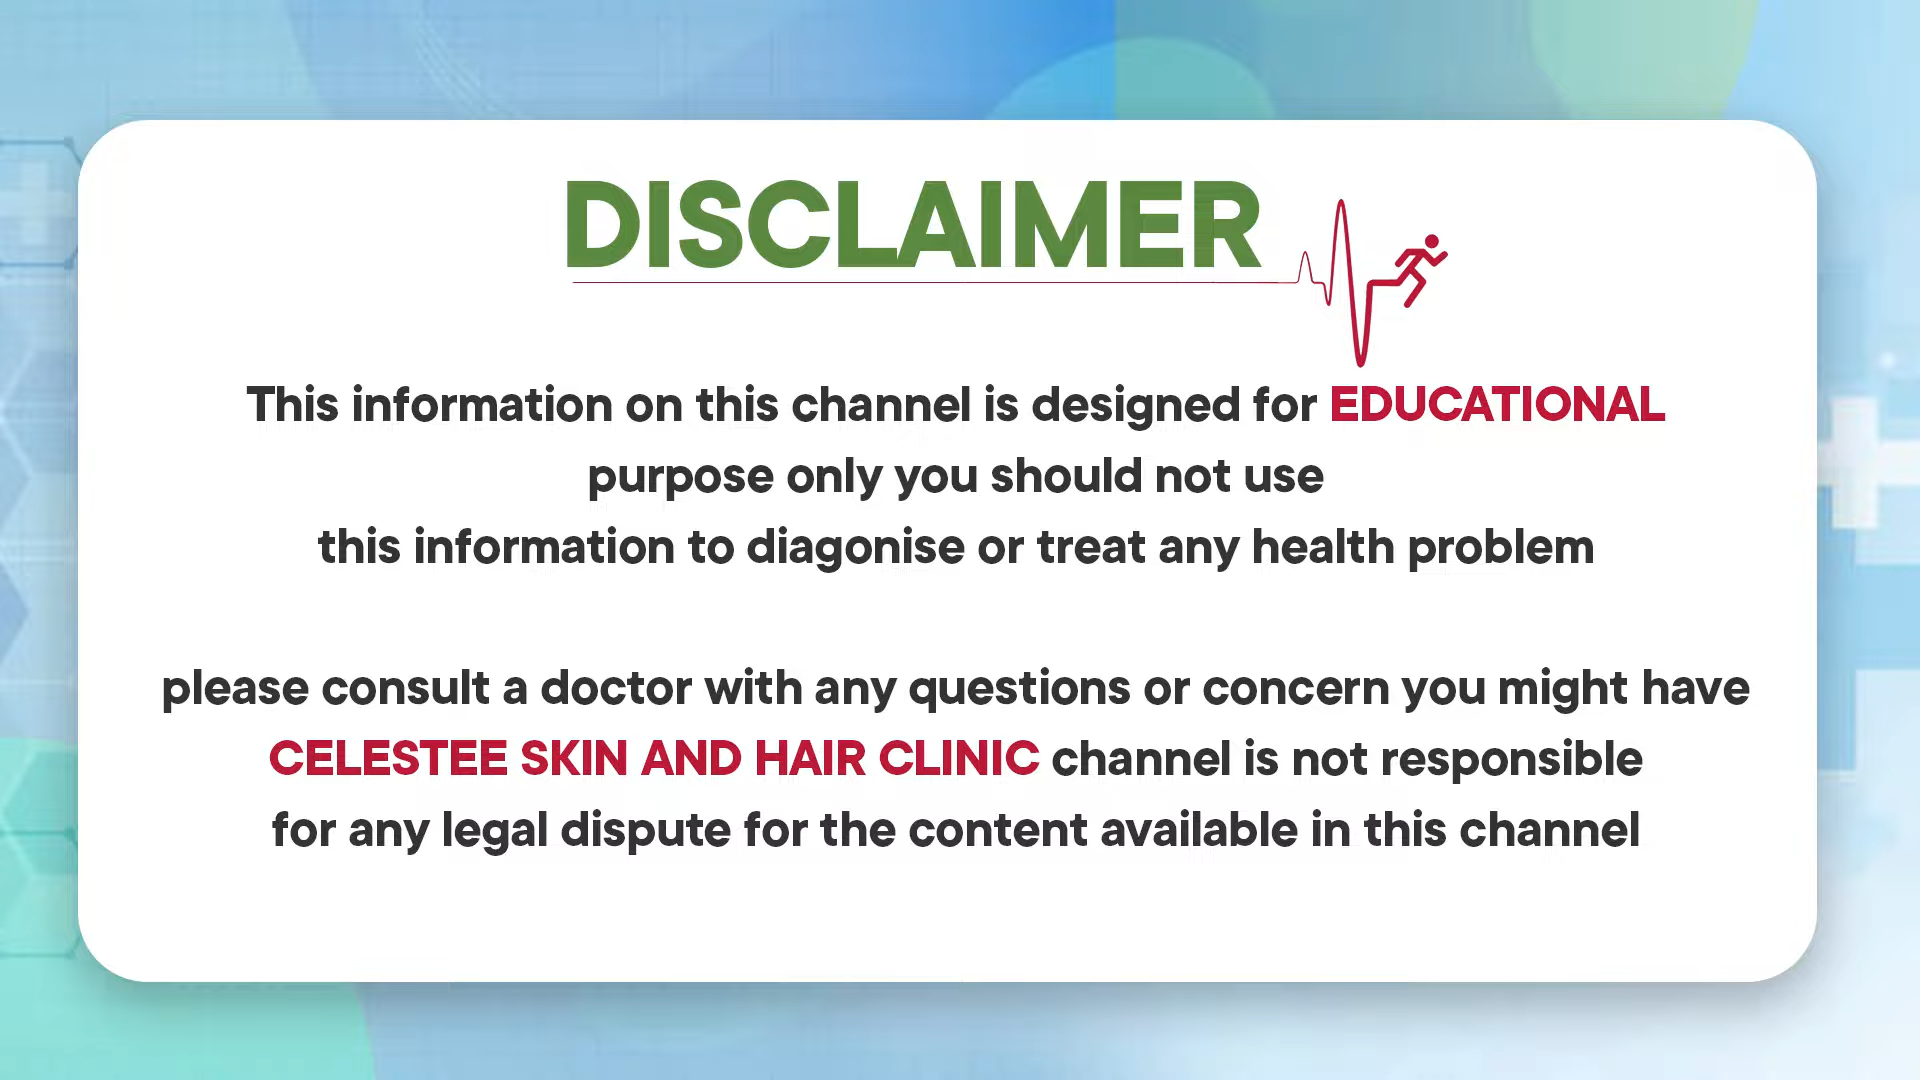 DISCLAIMER
This information on this channel is designed for EDUCATIONAL
purpose only you should not use
this information to diagonise or treat any health problem
please consult a doctor with any questions or concern you might have
CELESTEE SKIN AND HAIR CLINIC channel is not responsible
for any legal dispute for the content available in this channel